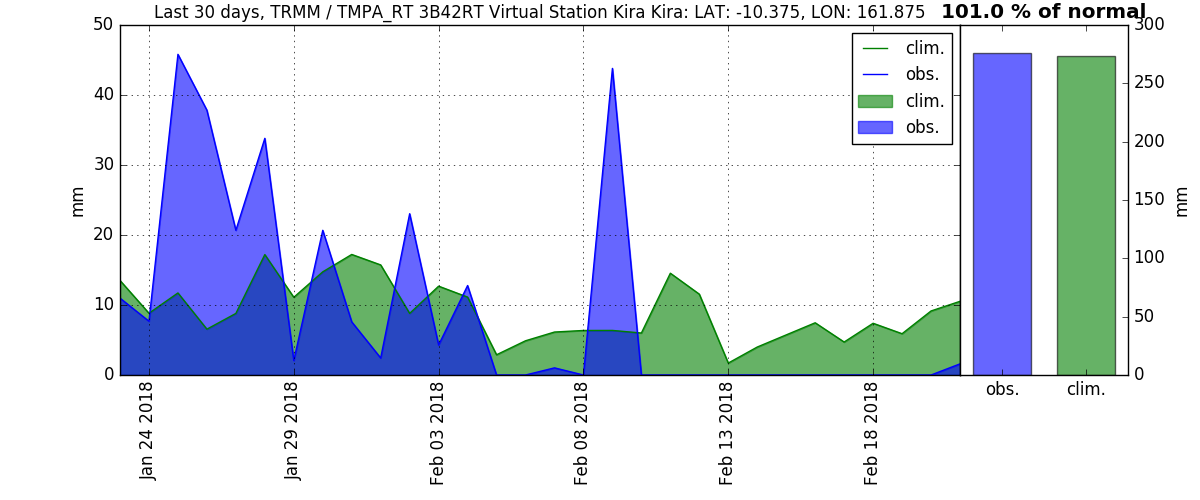 Last 30 days, TRMM / TMPA_RT 3B42RT Virtual Station Kira Kira: LAT: -10.375, LON: 161.875
101.0 % of normal
50
40
30
20
10
0
mm
clim.
obs.
clim.
obs.
Jan 24 2018
Jan 29 2018
Feb 03 2018
Feb 08 2018
Feb 13 2018
Feb 18 2018
300
250
200
150
100
50
0
mm
obs.
clim.